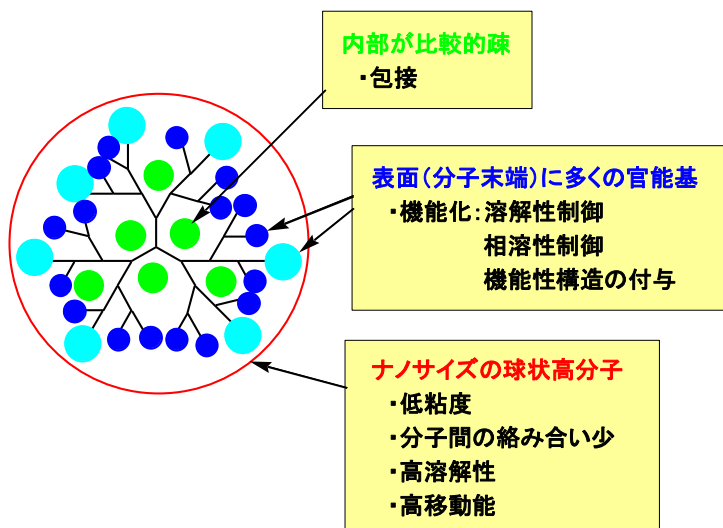 内部が比較的疎
・包接
表面(分子末端)に多くの官能基
・機能化:溶解性制御
相溶性制御
機能性構造の付与
ナノサイズの球状高分子
・低粘度
・分子間の絡み合い少
・高溶解性
・高移動能